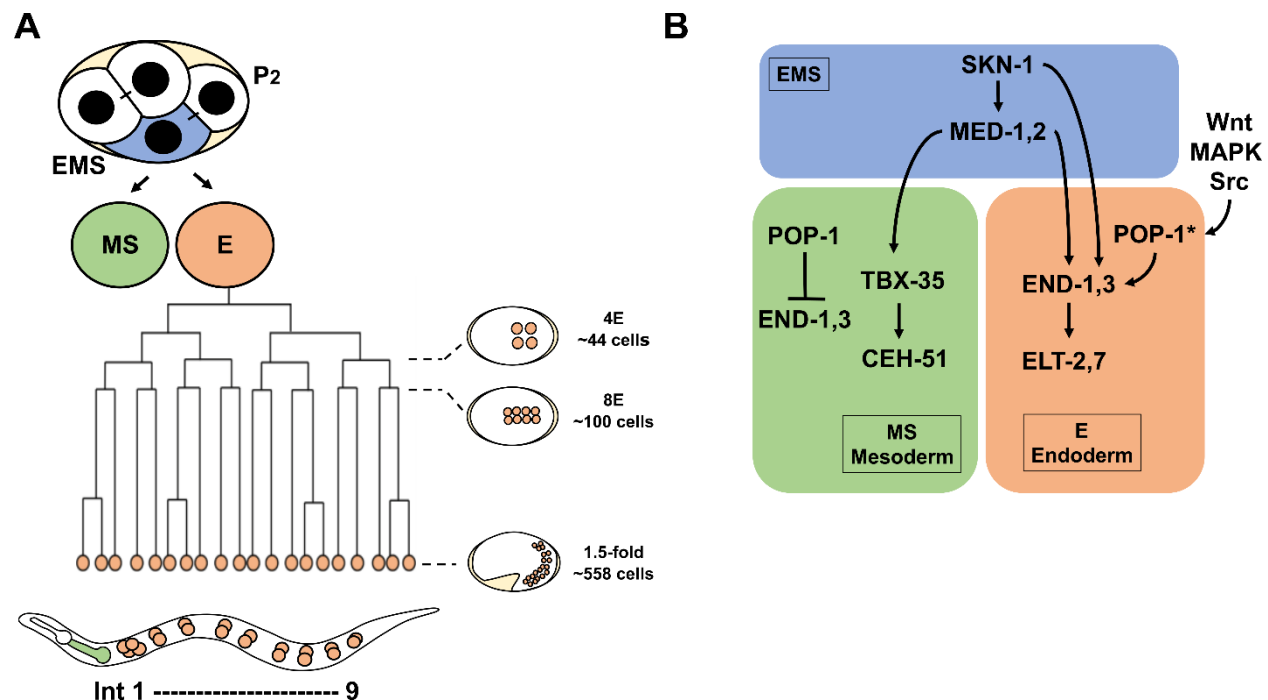 A
P2
EMS
MS
E
4E
~44 cells
8E
~100 cells
1.5-fold
~558 cells
Int 1 --------------------- 9
B
EMS
SKN-1
MED-1,2
Wnt
MAPK
Src
POP-1
END-1,3
TBX-35
CEH-51
MS
Mesoderm
POP-1*
END-1,3
ELT-2,7
E
Endoderm